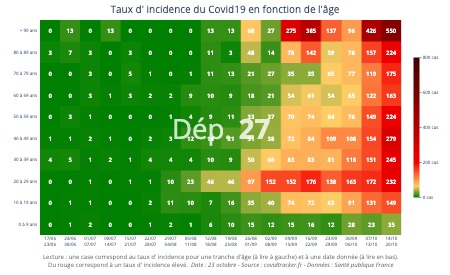 Taux d' incidence du Covid19 en fonction de l'âge
+ 90 ans 0 13 0 13 0 0 0 0 13 13 68 27 275 385 137 96 426 550
80 à 89 ans 3 7 3 0 3 0 0 0 11 3 48 14 76 142 59 78 157 224
70 à 79 ans 0 3 0 5 1 0 1 11 13 21 27 35 35 65 77 119 175
60 à 69 ans 0 0 3 1 0 2 10 9 18 21 54 61 54 65 122 163
50 à 59 ans 0 3 1 0 0 4 9 11 70 74 64 76 149 224
40 à 49 ans 0 1 1 2 1 0 2 38 72 84 109 108 154 279
30 à 39 ans 4 5 1 2 1 4 4 4 10 9 50 66 83 83 81 118 151 245
20 à 29 ans 0 0 1 0 1 1 10 23 46 46 97 152 152 176 138 163 172 232
10 à 19 ans 0 0 1 0 0 2 11 10 7 16 35 40 74 72 63 91 131 149
0 à 9 ans 0 0 0 0 2 0 6 10 15 12 15 16 12 28 23 35
Dép. 27
800 cas
600 cas
400 cas
200 cas
0 cas
17/06 24/06 01/07 08/07 15/07 22/07 29/07 05/08 12/08 19/08 26/08 02/09 09/09 16/09 23/09 30/09 07/10 14/10
23/06 30/06 07/07 14/07 21/07 28/07 04/08 11/08 18/08 25/08 01/09 08/09 15/09 22/09 29/09 06/10 13/10 20/10
Lecture : une case correspond au taux d' incidence pour une tranche d'âge (à lire à gauche) et à une date donnée (à lire en bas).
Du rouge correspond à un taux d' incidence élevé. Date : 23 octobre - Source : covidtracker.fr - Données : Santé publique France